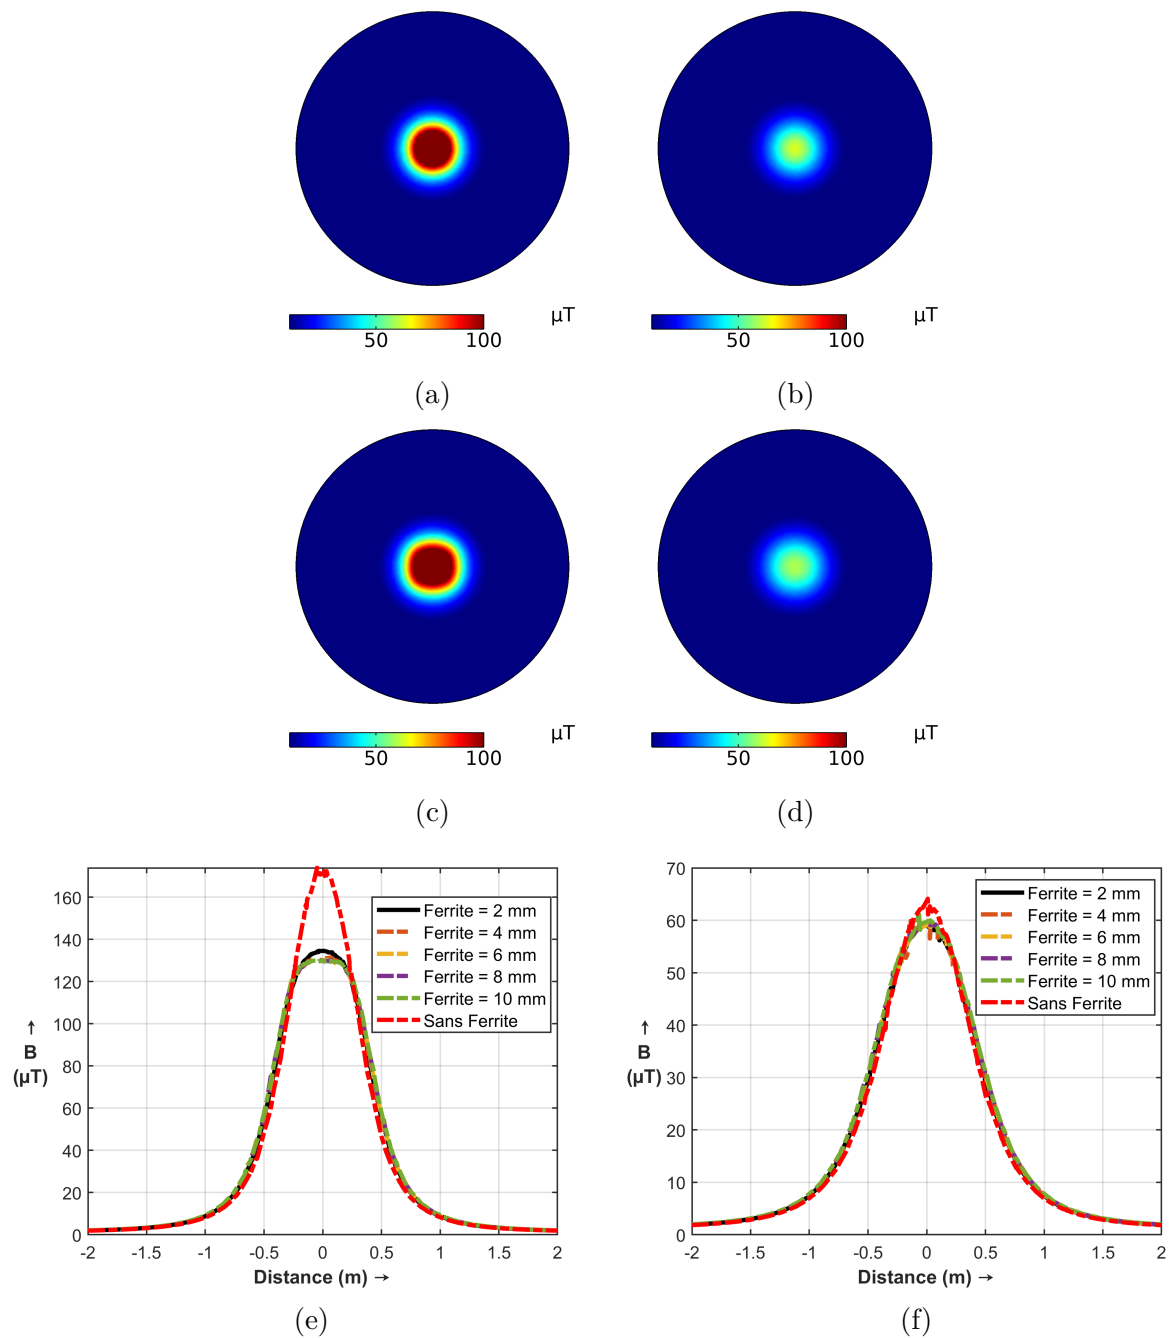 µT µT
50 100 50 100
(a) (b)
µT µT
50 100 50 100
(c) (d)
160
140
120
100
80
60
40
20
0
-2 -1.5 -1 -0.5 0 0.5 1 1.5 2
Distance (m) →
↑
B
(µT)
Ferrite = 2 mm
Ferrite = 4 mm
Ferrite = 6 mm
Ferrite = 8 mm
Ferrite = 10 mm
Sans Ferrite
(e)
70
60
50
40
30
20
10
0
-2 -1.5 -1 -0.5 0 0.5 1 1.5 2
Distance (m) →
↑
B
(µT)
Ferrite = 2 mm
Ferrite = 4 mm
Ferrite = 6 mm
Ferrite = 8 mm
Ferrite = 10 mm
Sans Ferrite
(f)